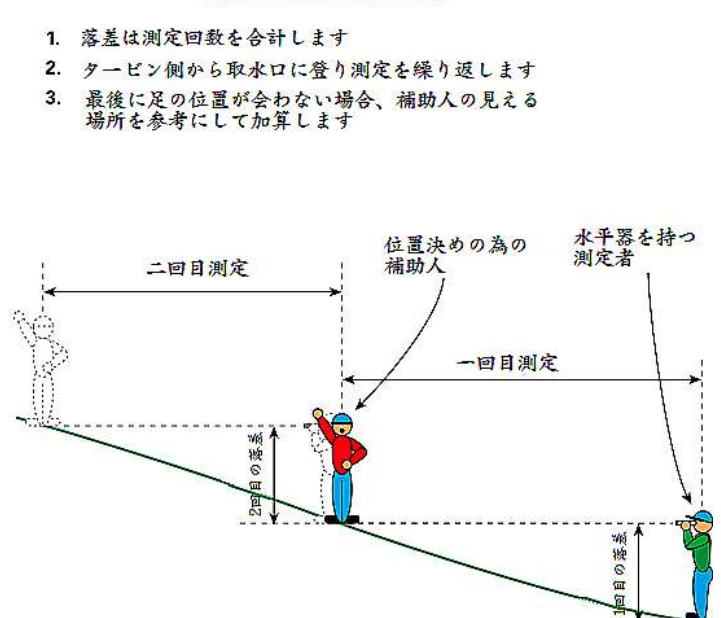 1. 落差は測定回数を合計します
2. タービン側から取水口に登り測定を繰り返します
3. 最後に足の位置が会わない場合、補助人の見える
場所を参考にして加算します
位置決めの為の
補助人
水平器を持つ
測定者
二回目測定
一回目測定
2回目の落差
1回目の落差